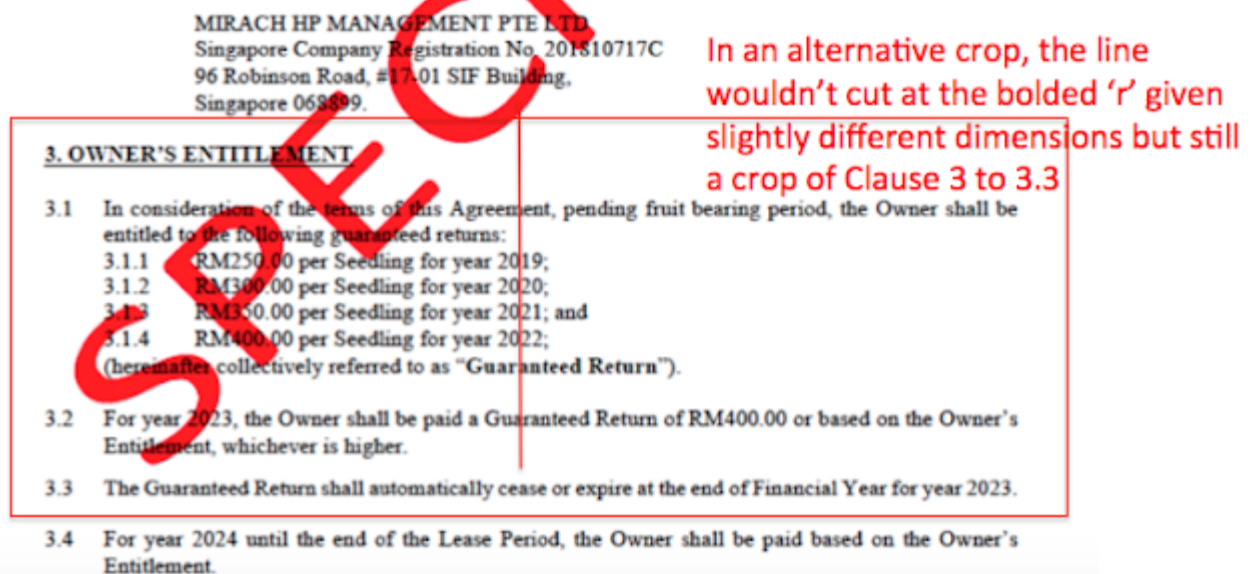 MIRACH HP MANAGEMENT PTE LTD
Singapore Company Registration No. 201810717C
96 Robinson Road, #17-01 SIF Building,
Singapore 068899.
In an alternative crop, the line
wouldn’t cut at the bolded ‘r’ given
slightly different dimensions but still
a crop of Clause 3 to 3.3
3. OWNER’S ENTITLEMENT
3.1 In consideration of the terms of this Agreement, pending fruit bearing period, the Owner shall be
entitled to the following guaranteed returns:
3.1.1 RM250.00 per Seedling for year 2019;
3.1.2 RM300.00 per Seedling for year 2020;
3.1.3 RM350.00 per Seedling for year 2021; and
3.1.4 RM400.00 per Seedling for year 2022;
(hereinafter collectively referred to as “Guaranteed Return”).
3.2 For year 2023, the Owner shall be paid a Guaranteed Return of RM400.00 or based on the Owner’s
Entitlement, whichever is higher.
3.3 The Guaranteed Return shall automatically cease or expire at the end of Financial Year for year 2023.
3.4 For year 2024 until the end of the Lease Period, the Owner shall be paid based on the Owner’s
Entitlement.
SPECI